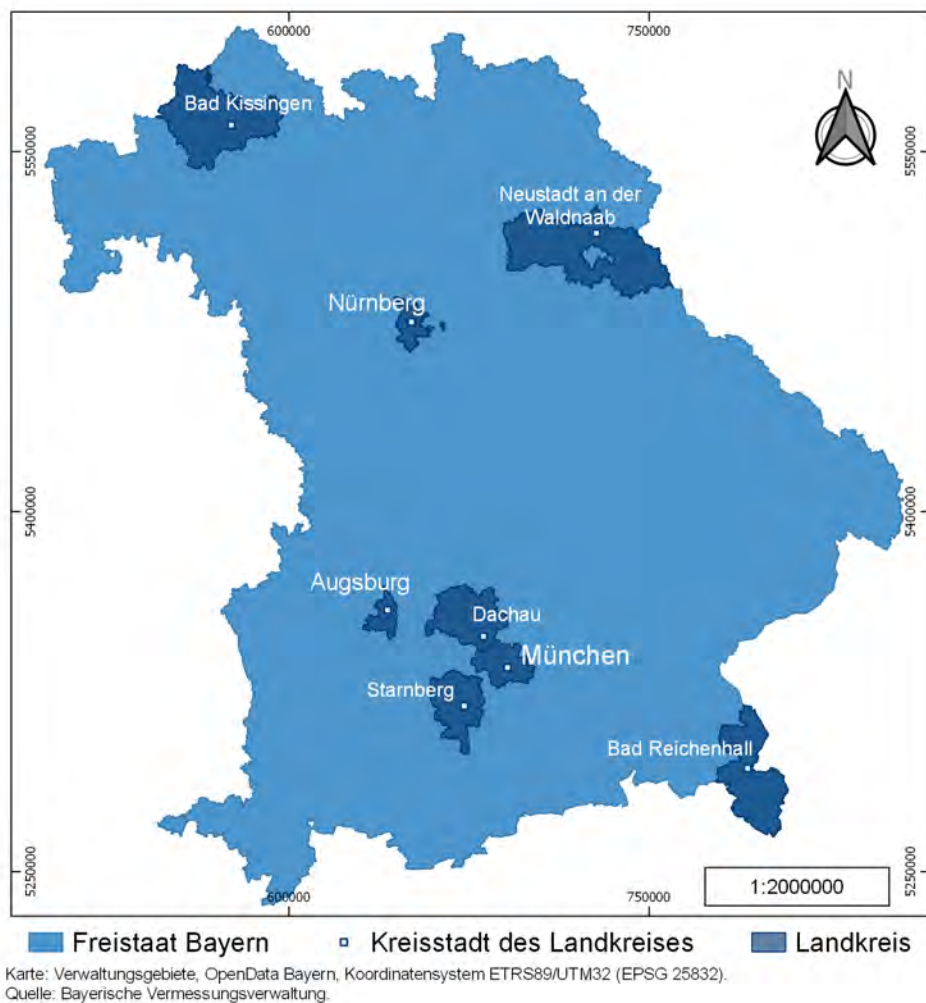 600000
750000
N
Bad Kissingen
5550000
5550000
Neustadt an der
Waldnaab
Nürnberg
5400000
5400000
Augsburg
Dachau
München
Starnberg
Bad Reichenhall
5250000
5250000
1:2000000
600000
750000
Freistaat Bayern
Kreisstadt des Landkreises
Landkreis
Karte: Verwaltungsgebiete, OpenData Bayern, Koordinatensystem ETRS89/UTM32 (EPSG 25832).
Quelle: Bayerische Vermessungsverwaltung.